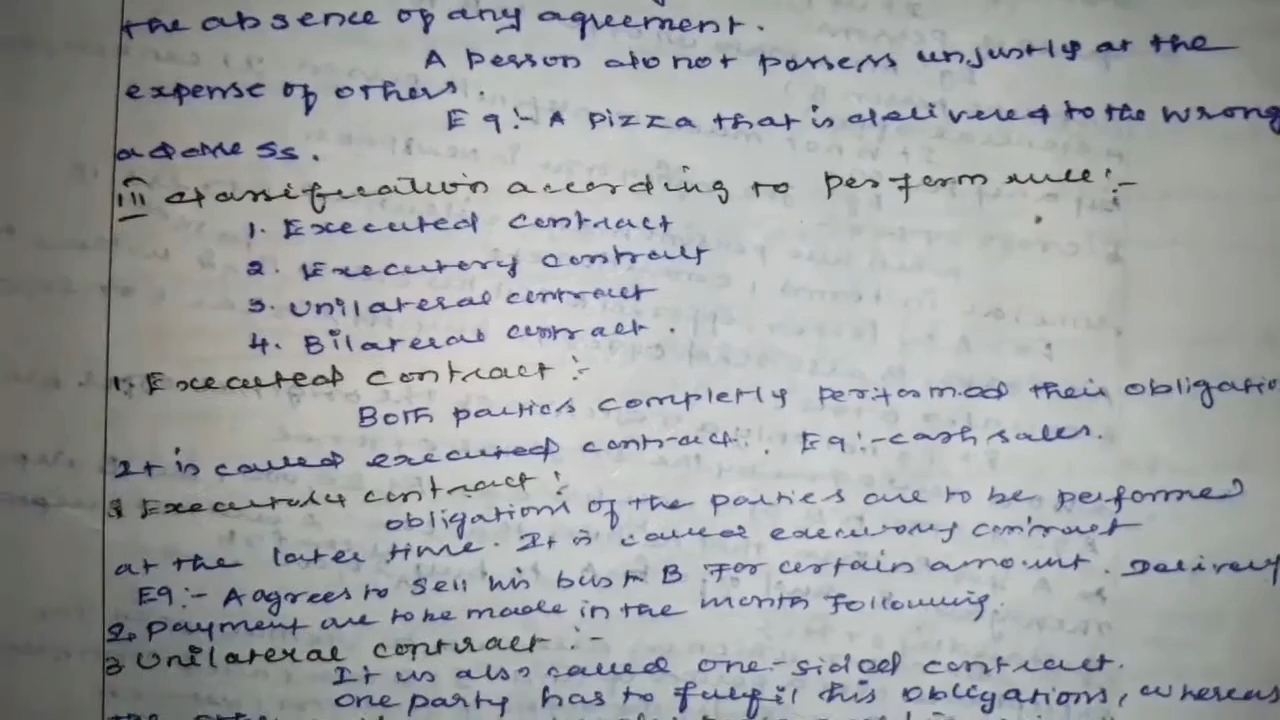 the absence of any agreement.
A person do not possess unjustly at the
expense of others.
Eg:- A pizza that is delivered to the wrong
address.
iii classification according to perform rule:-
1. Executed contract
2. Executory contract
3. Unilateral contract
4. Bilateral contract.
1. Executed contract:-
Both parties completly performed their obligatio
It is called executed contract. Eg:- cash sales.
Executory contract:
obligations of the parties are to be performed
at the later time. It is called executory contract
Eg:- A agrees to sell his bus to B For certain amount. Delivery
payment are to be made in the month following.
3 Unilateral contract:-
It is also called one-sided contract.
one party has to fulfil his obligations, whereas